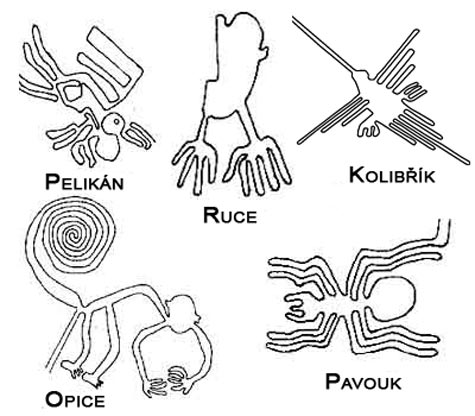 PELIKÁN
RUCE
KOLIBŘÍK
OPICE
PAVOUK